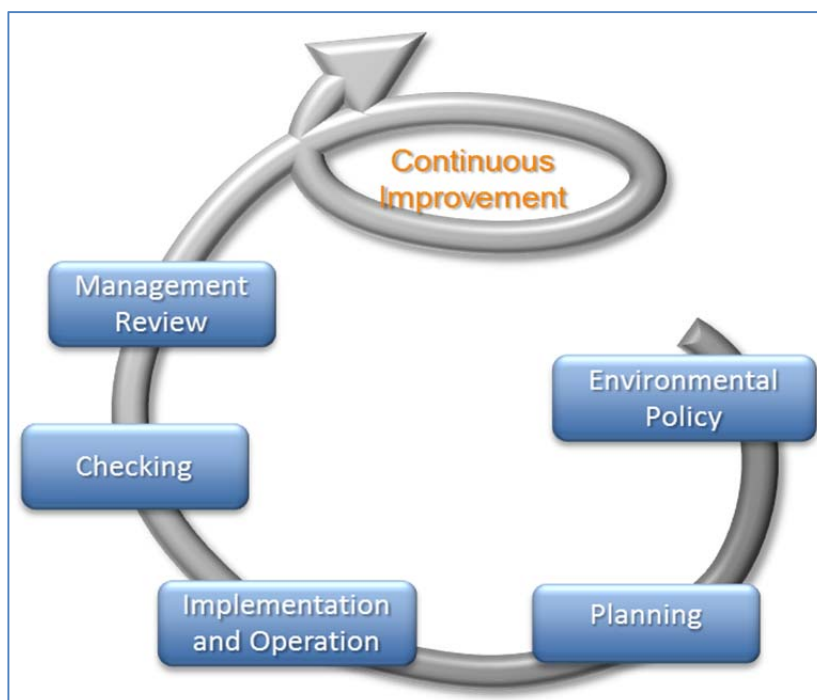 Continuous
Improvement
Management
Review
Environmental
Policy
Checking
Implementation
and Operation
Planning